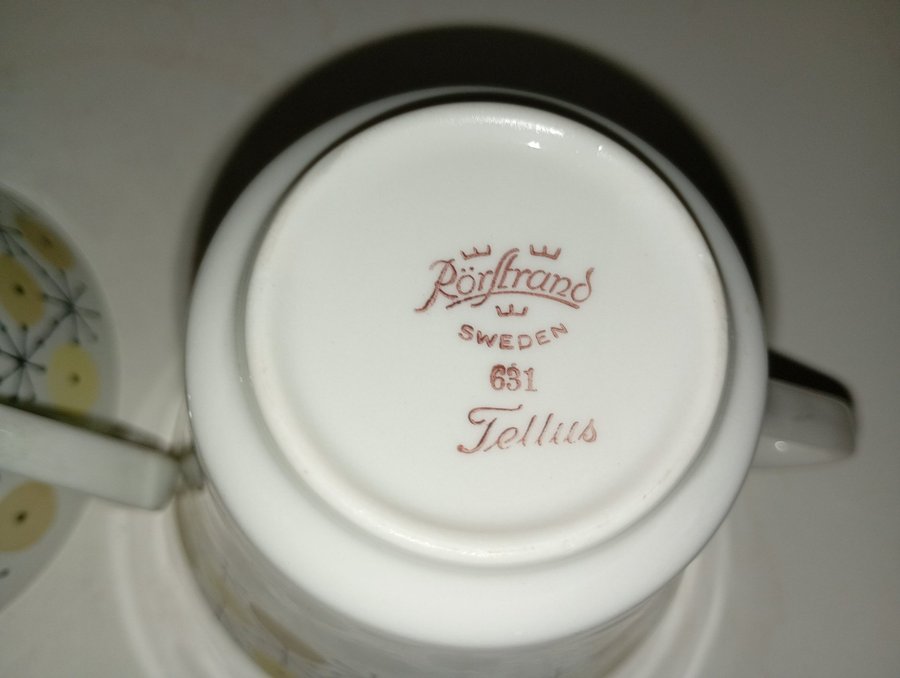 Rörstrand
SWEDEN
631
Tellus